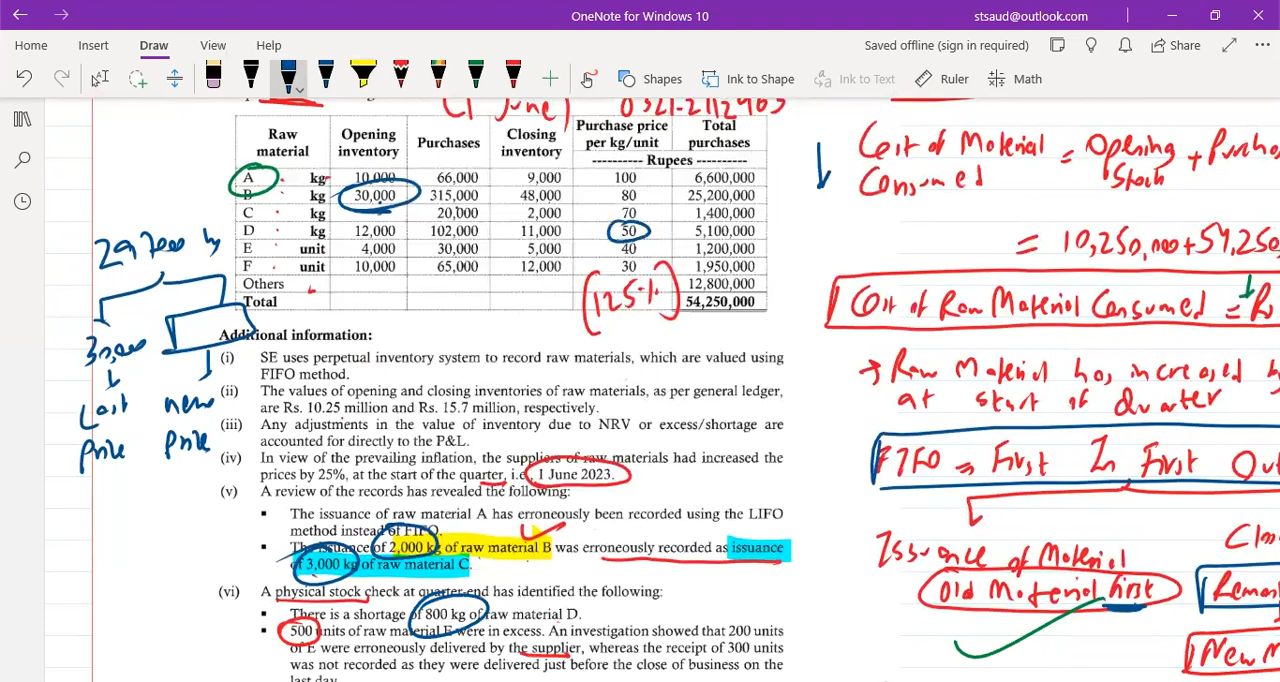 OneNote for Windows 10
stsaud@outlook.com
Home Insert Draw View Help
Saved offline (sign in required) Share
Shapes Ink to Shape Ink to Text Ruler Math
(1 June) 0321-2112963
Raw material Opening inventory Purchases Closing inventory Purchase price per kg/unit Total purchases
---------- Rupees ----------
A kg 10,000 66,000 9,000 100 6,600,000
B kg 30,000 315,000 48,000 80 25,200,000
C kg 20,000 2,000 70 1,400,000
D kg 12,000 102,000 11,000 50 5,100,000
E unit 4,000 30,000 5,000 40 1,200,000
F unit 10,000 65,000 12,000 30 1,950,000
Others 12,800,000
Total 54,250,000
(125%)
297000 kg
30,000
Last Price
new Price
Additional information:
(i) SE uses perpetual inventory system to record raw materials, which are valued using
FIFO method.
(ii) The values of opening and closing inventories of raw materials, as per general ledger,
are Rs. 10.25 million and Rs. 15.7 million, respectively.
(iii) Any adjustments in the value of inventory due to NRV or excess/shortage are
accounted for directly to the P&L.
(iv) In view of the prevailing inflation, the suppliers of raw materials had increased the
prices by 25%, at the start of the quarter, i.e. 1 June 2023.
(v) A review of the records has revealed the following:
▪ The issuance of raw material A has erroneously been recorded using the LIFO
method instead of FIFO.
▪ The issuance of 2,000 kg of raw material B was erroneously recorded as issuance
of 3,000 kg of raw material C.
(vi) A physical stock check at quarter-end has identified the following:
▪ There is a shortage of 800 kg of raw material D.
▪ 500 units of raw material E were in excess. An investigation showed that 200 units
of E were erroneously delivered by the supplier, whereas the receipt of 300 units
was not recorded as they were delivered just before the close of business on the
last day.
Cost of Material Consumed = Opening Stock + Purcha
= 10,250,000+54,250
Cost of Raw Material Consumed = Rs
→ Raw Material has increased b
at start of Quarter
FIFO = First In First Out
Issuance of Material
Old Material first
Clo
Remai
New M